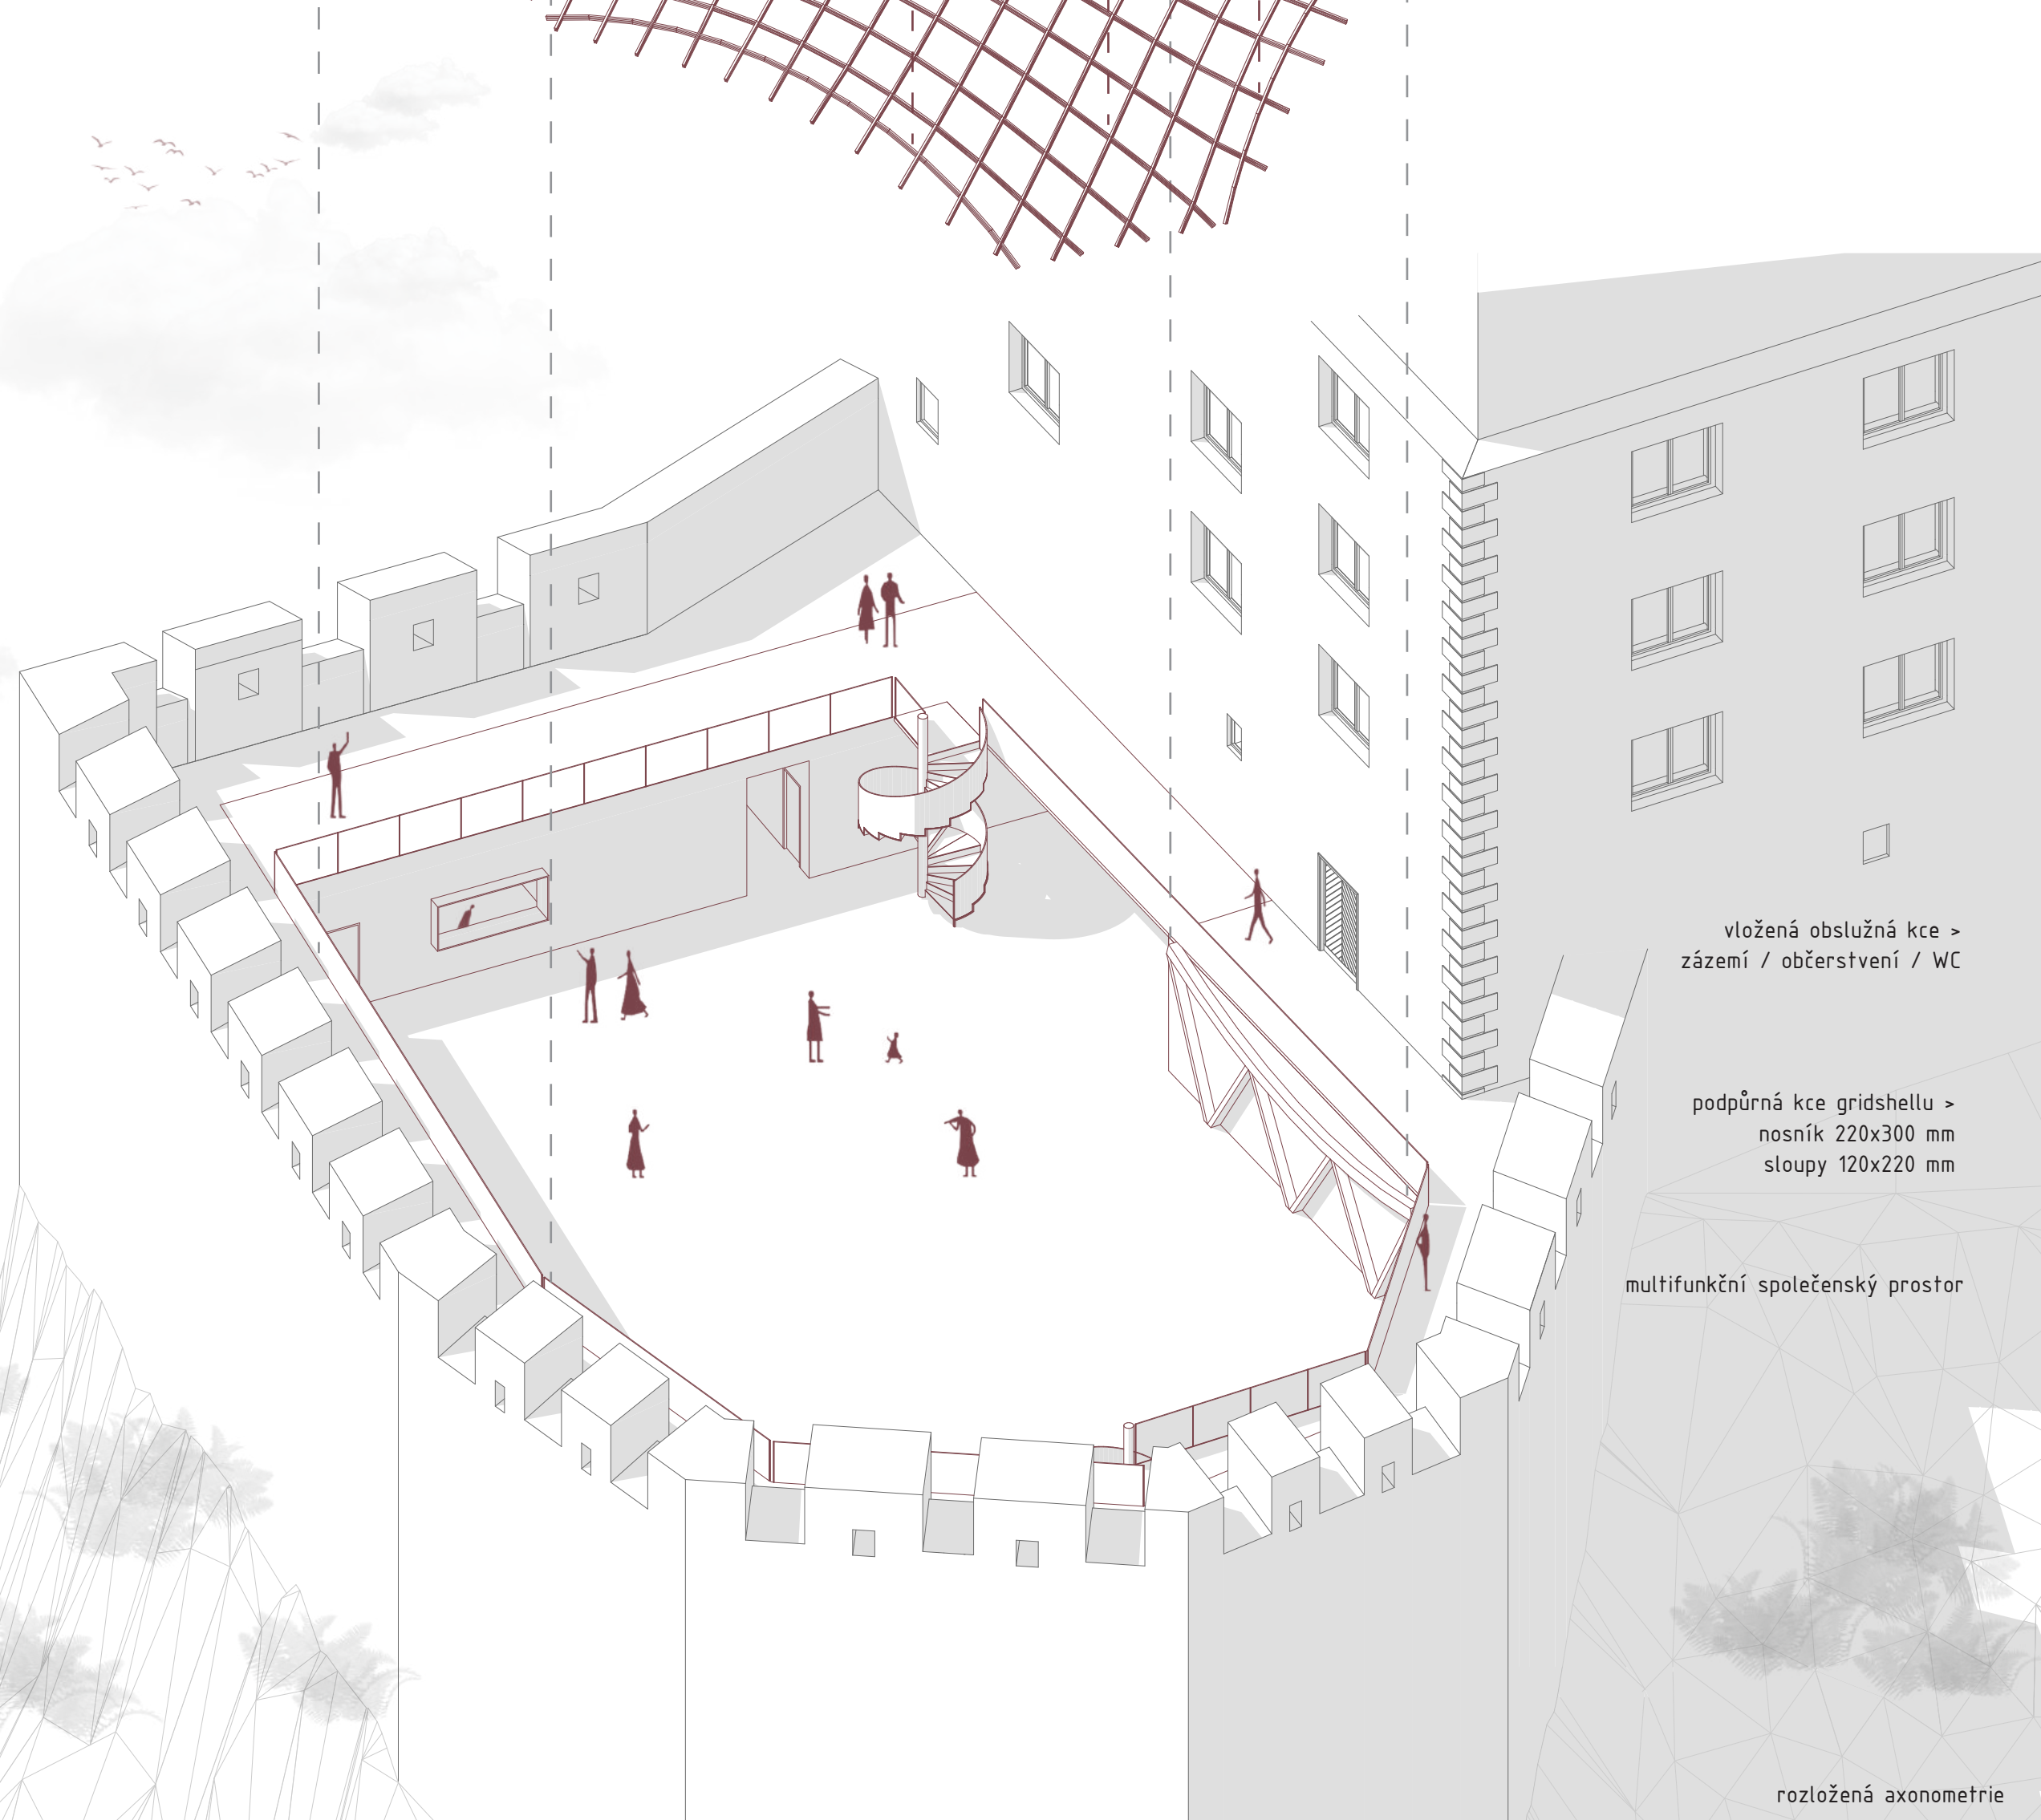 vložená obslužná kce >
zázemí / občerstvení / WC
podpůrná kce gridshellu >
nosník 220x300 mm
sloupy 120x220 mm
multifunkční společenský prostor
rozložená axonometrie